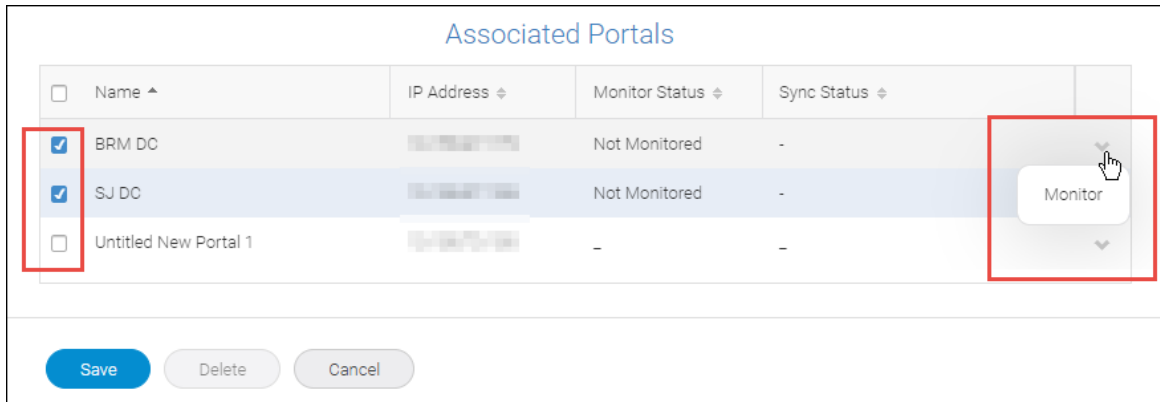 Associated Portals
Name IP Address Monitor Status Sync Status
BRM DC Not Monitored -
SJ DC Not Monitored -
Monitor
Untitled New Portal 1 – –
Save Delete Cancel